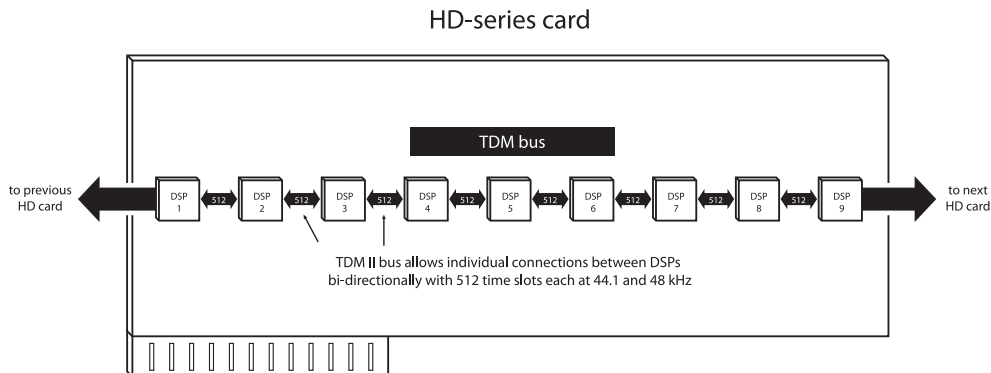 HD-series card
TDM bus
to previous
HD card
DSP
1
512
DSP
2
512
DSP
3
512
DSP
4
512
DSP
5
512
DSP
6
512
DSP
7
512
DSP
8
512
DSP
9
to next
HD card
TDM II bus allows individual connections between DSPs
bi-directionally with 512 time slots each at 44.1 and 48 kHz